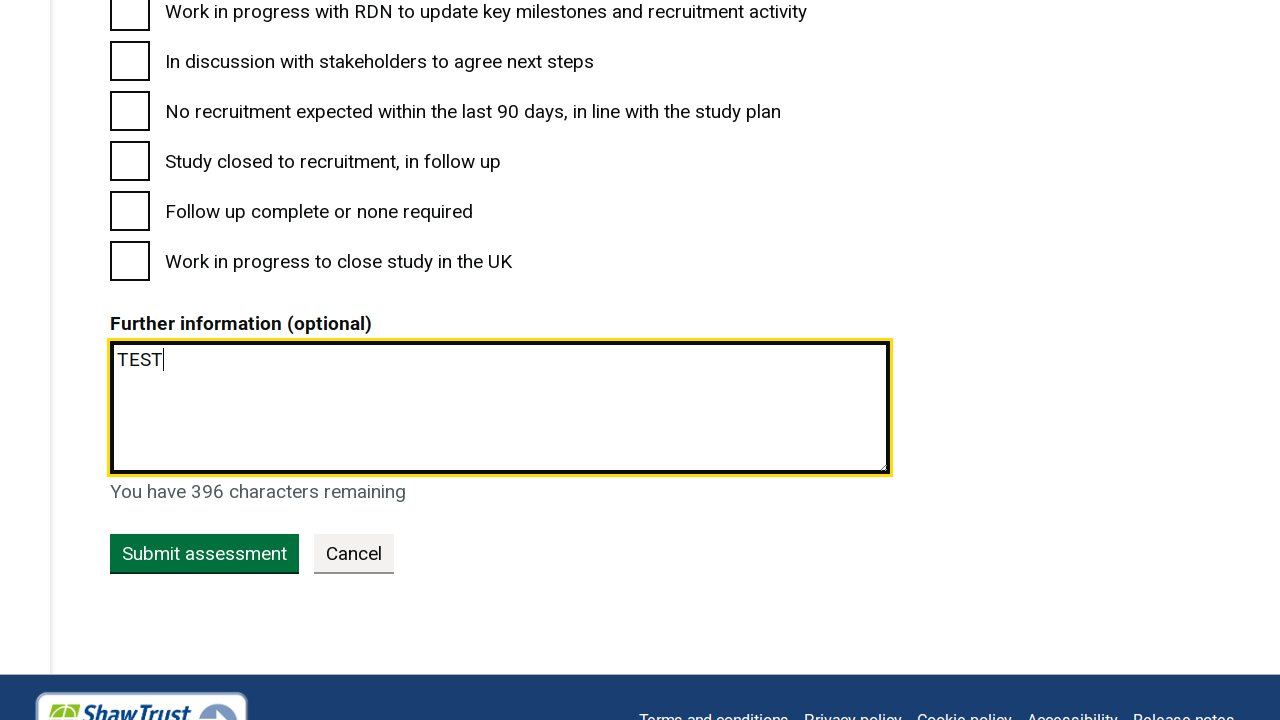 Work in progress with RDN to update key milestones and recruitment activity
In discussion with stakeholders to agree next steps
No recruitment expected within the last 90 days, in line with the study plan
Study closed to recruitment, in follow up
Follow up complete or none required
Work in progress to close study in the UK
Further information (optional)
TEST
You have 396 characters remaining
Submit assessment Cancel
ShawTrust
Terms and conditions Privacy policy Cookie policy Accessibility Release notes